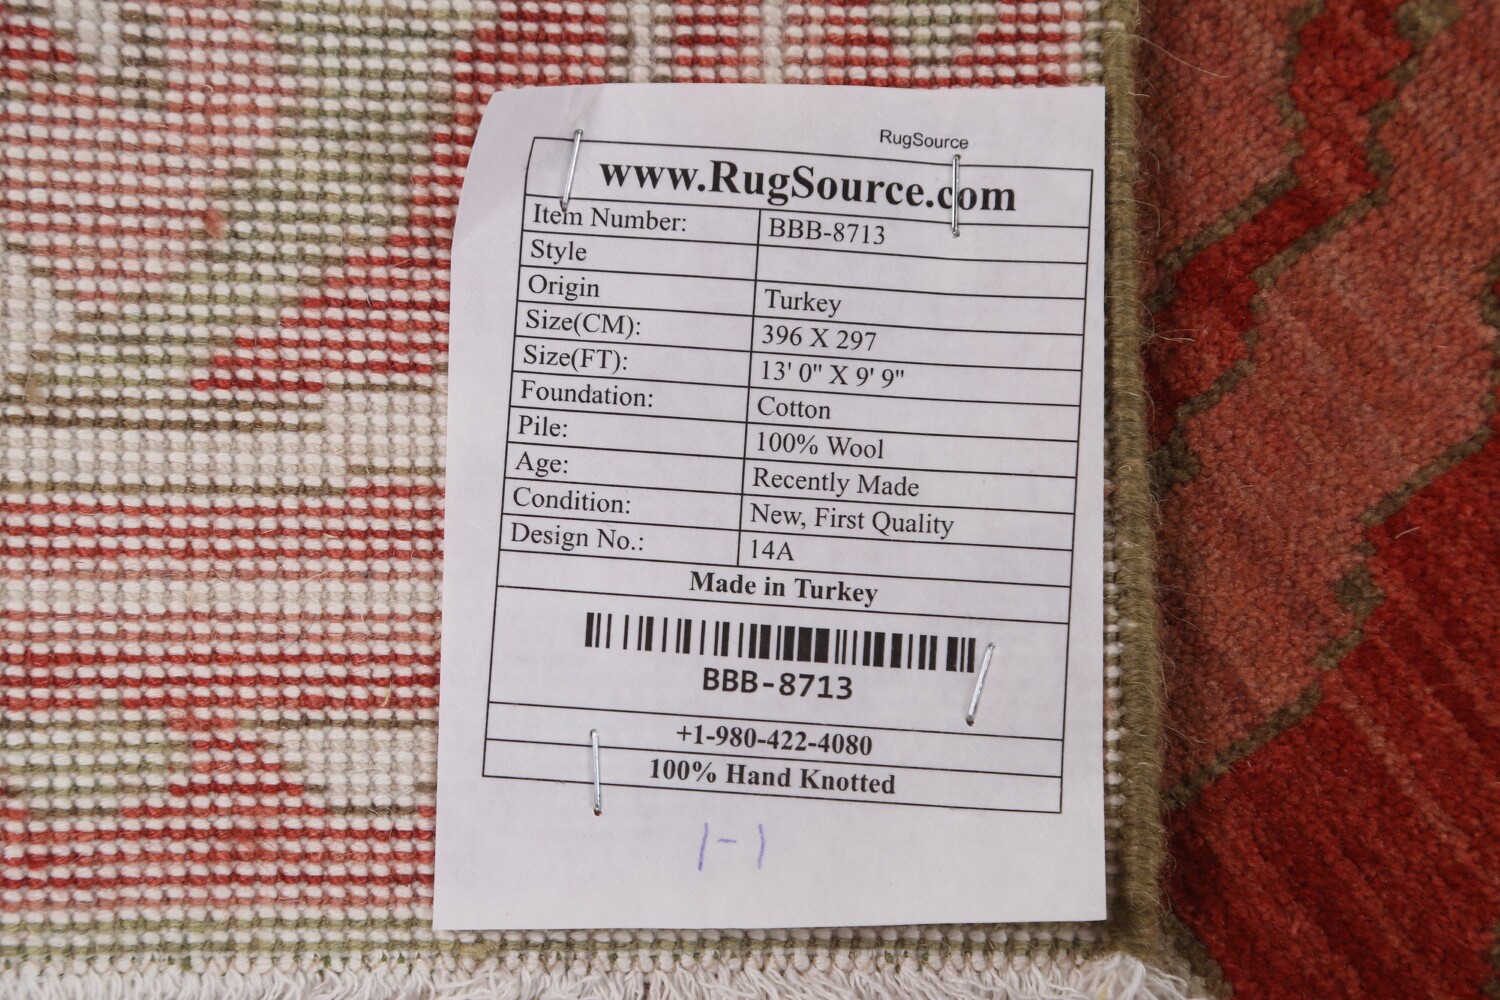 RugSource
www.RugSource.com
Item Number: BBB-8713
Style
Origin Turkey
Size(CM): 396 X 297
Size(FT): 13' 0" X 9' 9"
Foundation: Cotton
Pile: 100% Wool
Age: Recently Made
Condition: New, First Quality
Design No.: 14A
Made in Turkey
BBB-8713
+1-980-422-4080
100% Hand Knotted
1-1